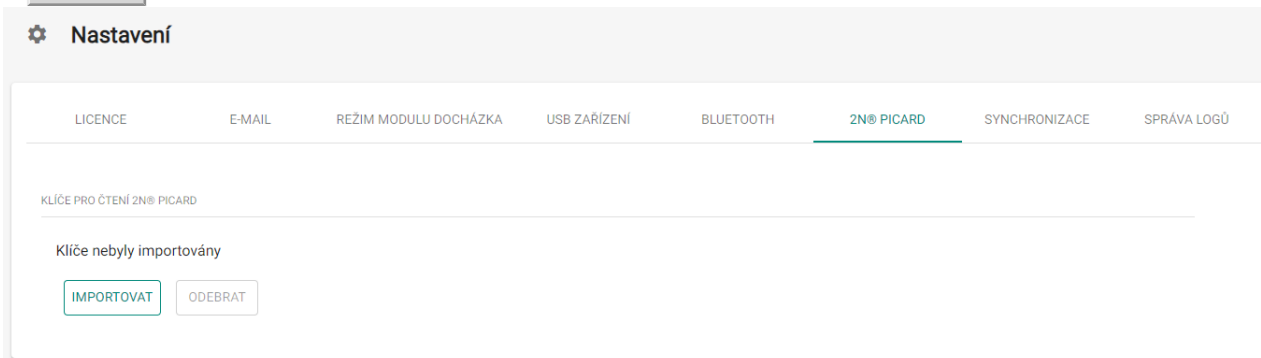 Nastavení
LICENCE E-MAIL REŽIM MODULU DOCHÁZKA USB ZAŘÍZENÍ BLUETOOTH 2N® PICARD SYNCHRONIZACE SPRÁVA LOGŮ
KLÍČE PRO ČTENÍ 2N® PICARD
Klíče nebyly importovány
IMPORTOVAT ODEBRAT